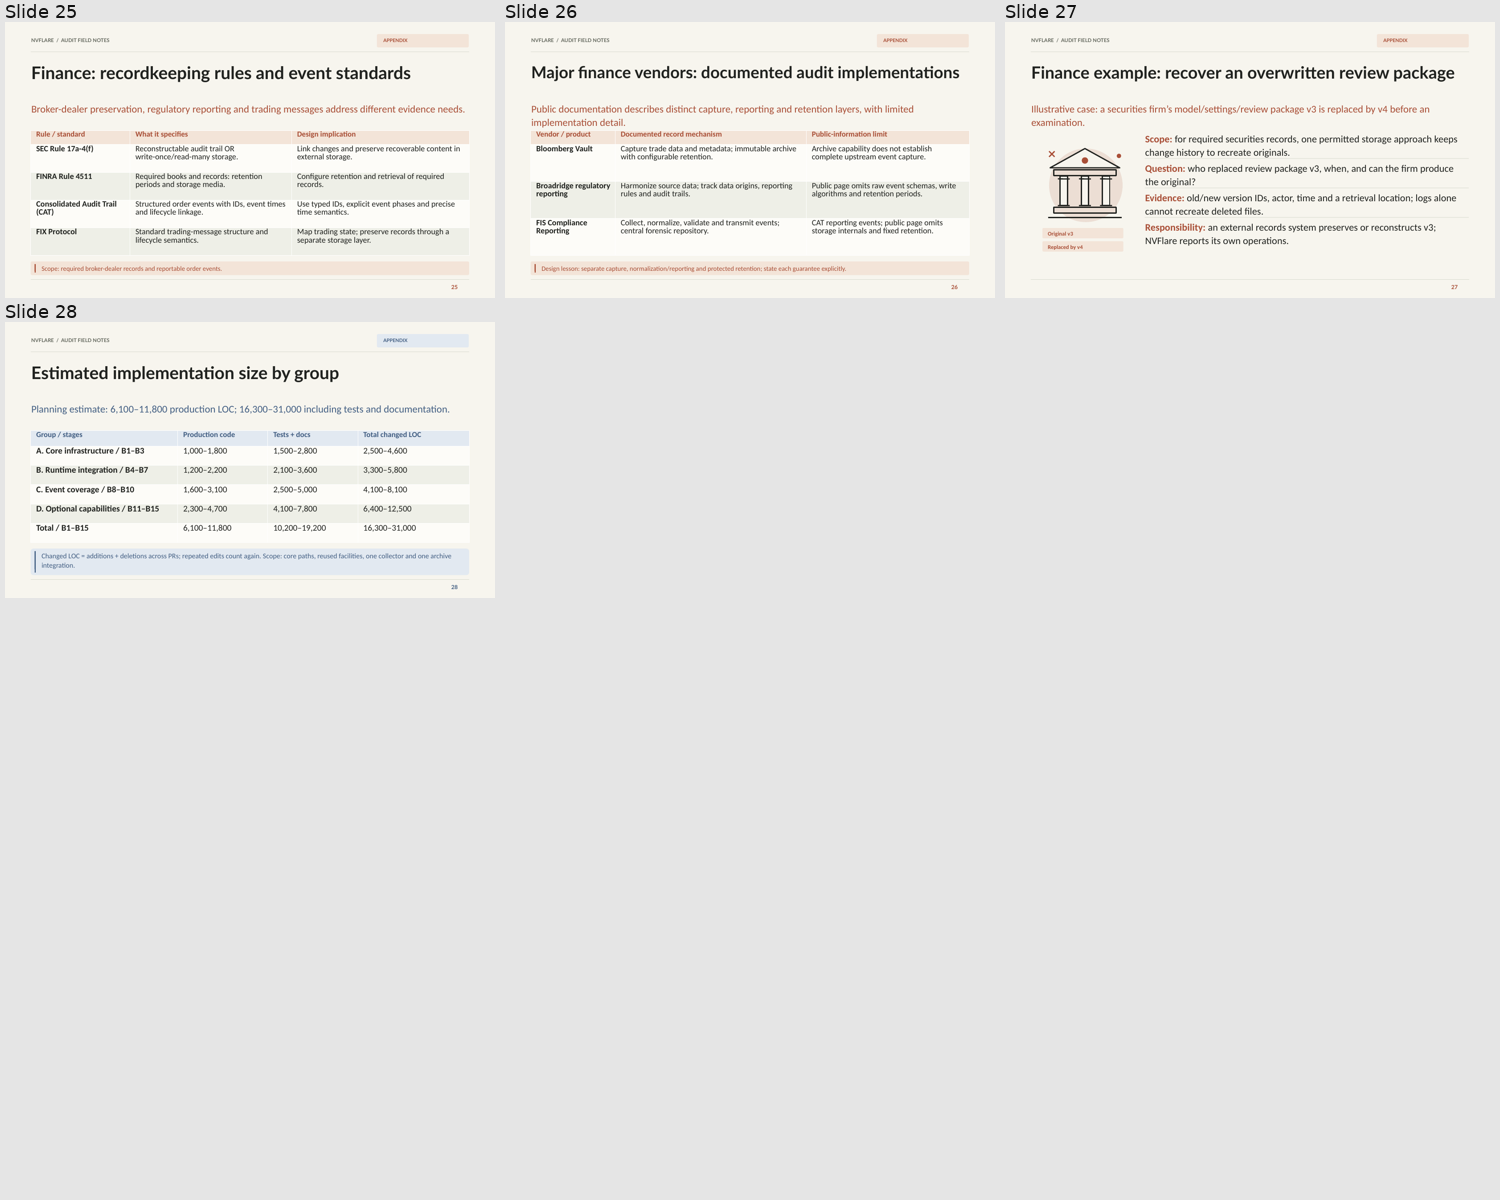 Slide 25
NVFLARE / AUDIT FIELD NOTES
APPENDIX
Finance: recordkeeping rules and event standards
Broker-dealer preservation, regulatory reporting and trading messages address different evidence needs.
Rule / standard
What it specifies
Design implication
SEC Rule 17a-4(f)
Reconstructable audit trail OR
write-once/read-many storage.
Link changes and preserve recoverable content in
external storage.
FINRA Rule 4511
Required books and records: retention
periods and storage media.
Configure retention and retrieval of required
records.
Consolidated Audit Trail
(CAT)
Structured order events with IDs, event times
and lifecycle linkage.
Use typed IDs, explicit event phases and precise
time semantics.
FIX Protocol
Standard trading-message structure and
lifecycle semantics.
Map trading state; preserve records through a
separate storage layer.
Scope: required broker-dealer records and reportable order events.
25
Slide 26
NVFLARE / AUDIT FIELD NOTES
APPENDIX
Major finance vendors: documented audit implementations
Public documentation describes distinct capture, reporting and retention layers, with limited
implementation detail.
Vendor / product
Documented record mechanism
Public-information limit
Bloomberg Vault
Capture trade data and metadata; immutable archive
with configurable retention.
Archive capability does not establish
complete upstream event capture.
Broadridge regulatory
reporting
Harmonize source data; track data origins, reporting
rules and audit trails.
Public page omits raw event schemas, write
algorithms and retention periods.
FIS Compliance
Reporting
Collect, normalize, validate and transmit events;
central forensic repository.
CAT reporting events; public page omits
storage internals and fixed retention.
Design lesson: separate capture, normalization/reporting and protected retention; state each guarantee explicitly.
26
Slide 27
NVFLARE / AUDIT FIELD NOTES
APPENDIX
Finance example: recover an overwritten review package
Illustrative case: a securities firm's model/settings/review package v3 is replaced by v4 before an
examination.
Original v3
Replaced by v4
Scope: for required securities records, one permitted storage approach keeps
change history to recreate originals.
Question: who replaced review package v3, when, and can the firm produce
the original?
Evidence: old/new version IDs, actor, time and a retrieval location; logs alone
cannot recreate deleted files.
Responsibility: an external records system preserves or reconstructs v3;
NVFlare reports its own operations.
27
Slide 28
NVFLARE / AUDIT FIELD NOTES
APPENDIX
Estimated implementation size by group
Planning estimate: 6,100–11,800 production LOC; 16,300–31,000 including tests and documentation.
Group / stages
Production code
Tests + docs
Total changed LOC
A. Core infrastructure / B1–B3
1,000–1,800
1,500–2,800
2,500–4,600
B. Runtime integration / B4–B7
1,200–2,200
2,100–3,600
3,300–5,800
C. Event coverage / B8–B10
1,600–3,100
2,500–5,000
4,100–8,100
D. Optional capabilities / B11–B15
2,300–4,700
4,100–7,800
6,400–12,500
Total / B1–B15
6,100–11,800
10,200–19,200
16,300–31,000
Changed LOC = additions + deletions across PRs; repeated edits count again. Scope: core paths, reused facilities, one collector and one archive
integration.
28